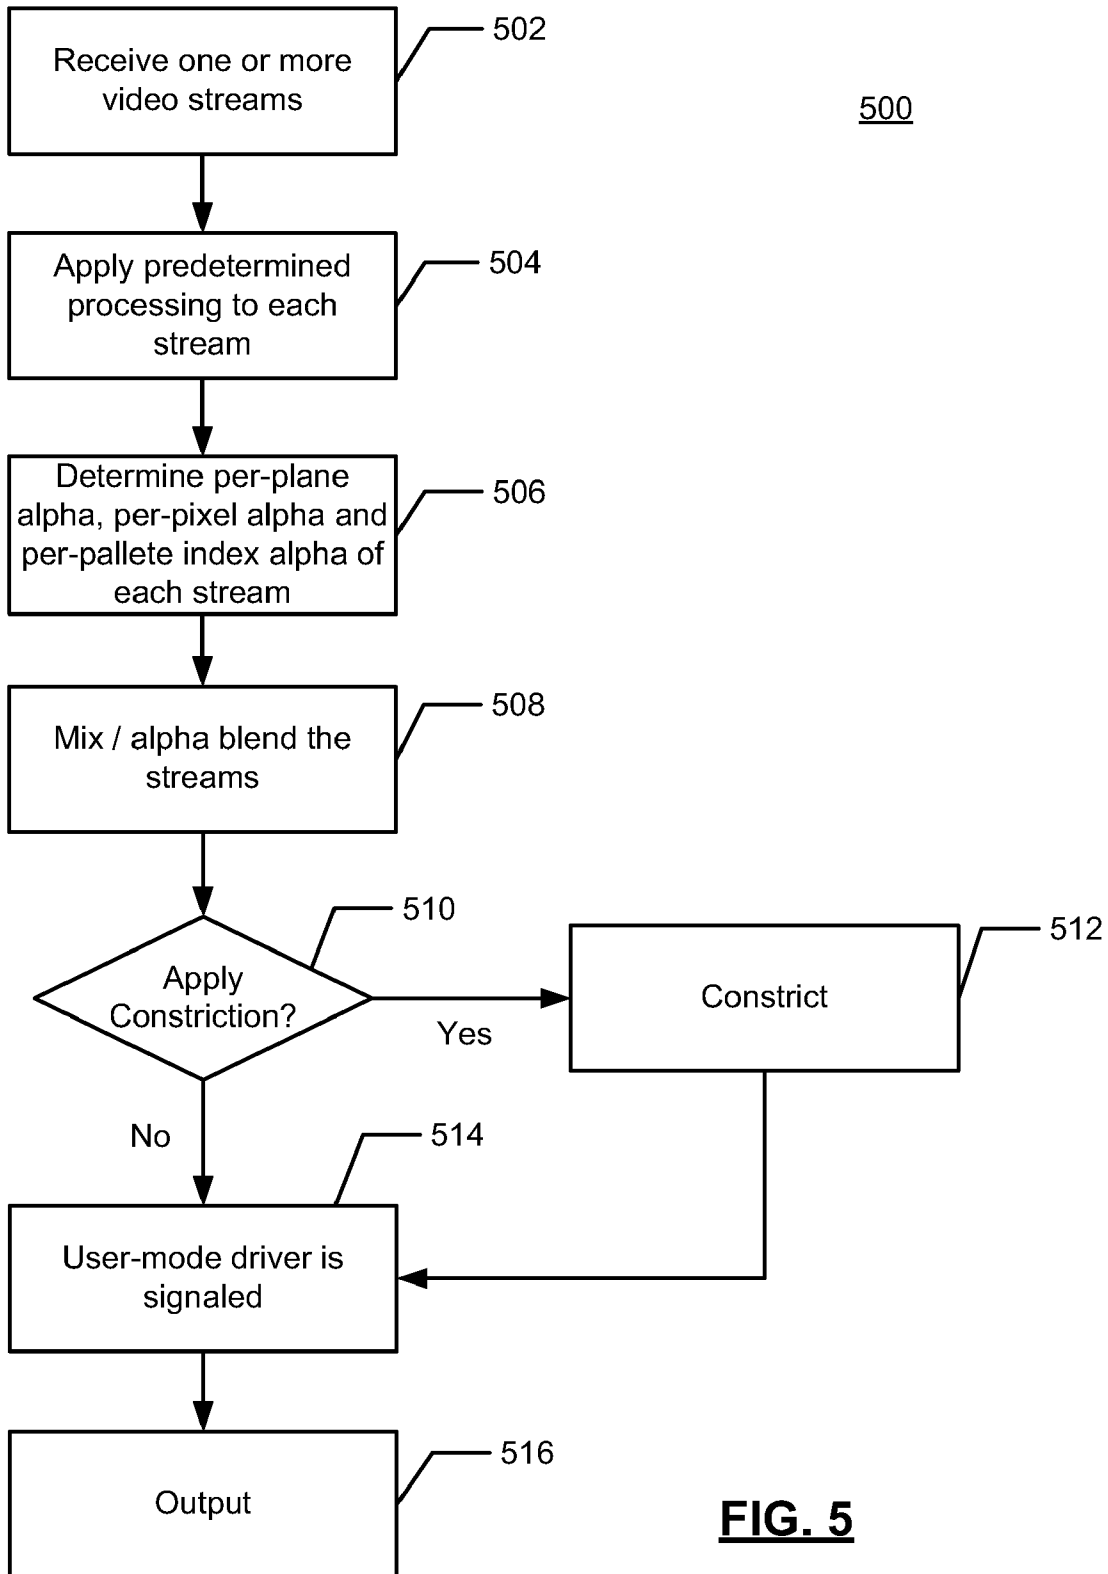 502
Receive one or more
video streams
500
504
Apply predetermined
processing to each
stream
506
Determine per-plane
alpha, per-pixel alpha and
per-pallete index alpha of
each stream
508
Mix / alpha blend the
streams
510
Apply
Constriction?
Yes
512
Constrict
No
514
User-mode driver is
signaled
516
Output
FIG. 5